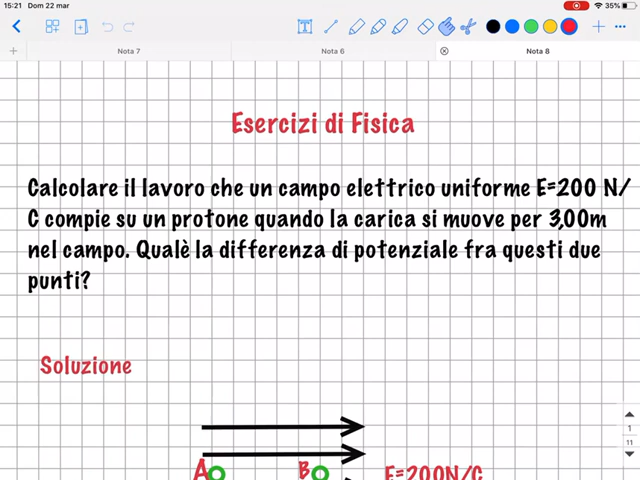 15:21 Dom 22 mar 35%
Nota 7 Nota 6 Nota 8
Esercizi di Fisica
Calcolare il lavoro che un campo elettrico uniforme E=200 N/
C compie su un protone quando la carica si muove per 3,00m
nel campo. Qualè la differenza di potenziale fra questi due
punti?
Soluzione
1
11
A B E=200N/C